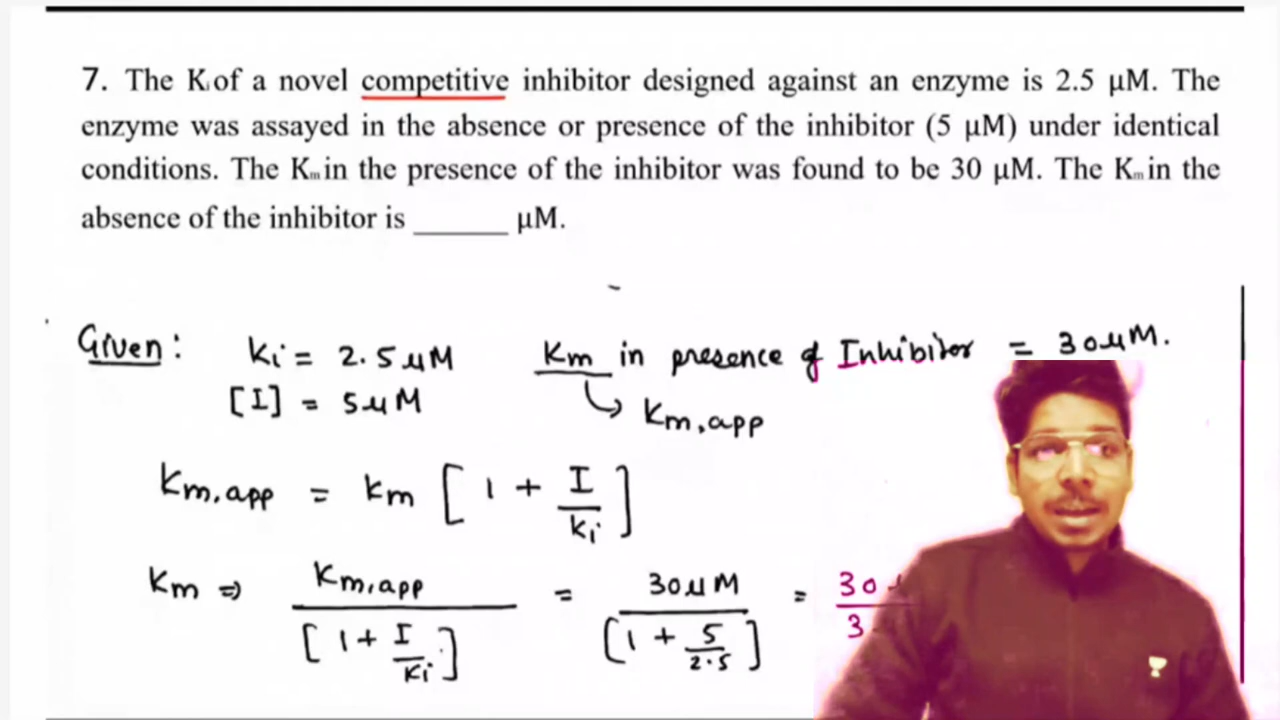 7. The Kᵢ of a novel competitive inhibitor designed against an enzyme is 2.5 μM. The
enzyme was assayed in the absence or presence of the inhibitor (5 μM) under identical
conditions. The Kₘ in the presence of the inhibitor was found to be 30 μM. The Kₘ in the
absence of the inhibitor is ______ μM.
Given: Ki = 2.5 μM Km in presence of Inhibitor = 30 μM.
[I] = 5 μM ↳ Km,app
Km,app = Km [1 + I/Ki]
Km ⇒ Km,app / [1 + I/Ki] = 30 μM / [1 + 5/2.5] = 30 / 3